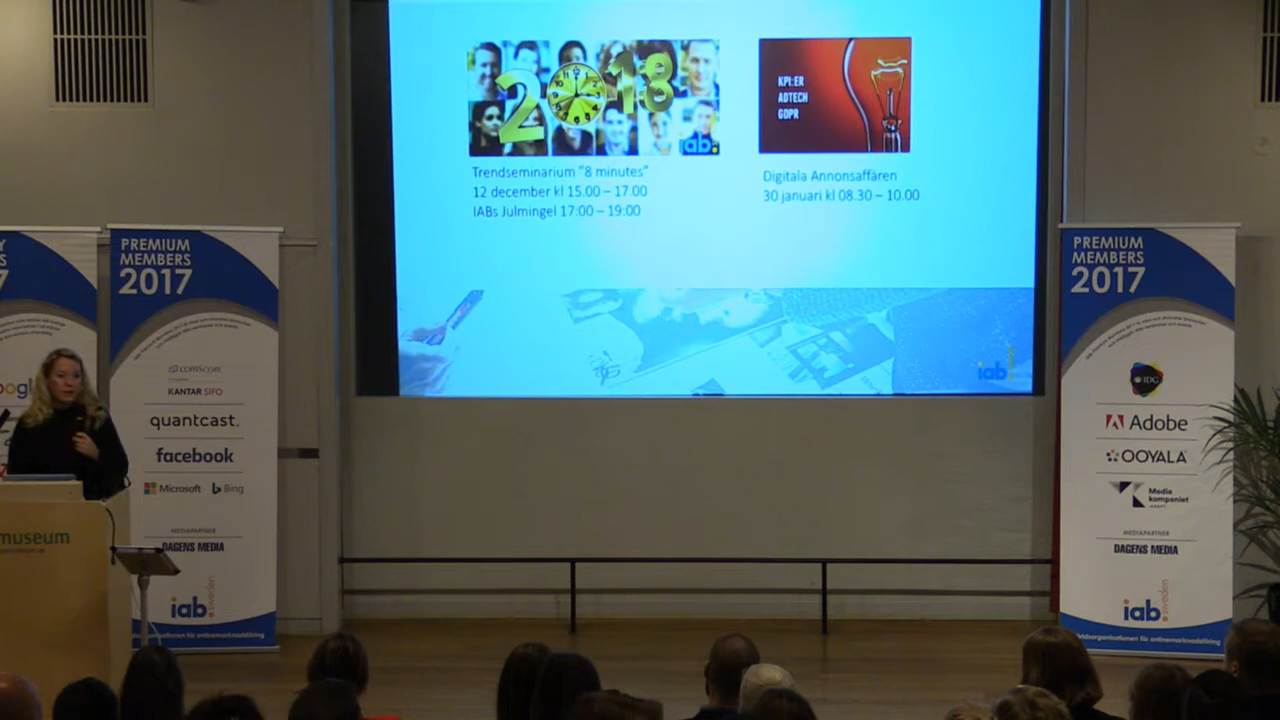 2018
iab.
KPI:ER
ADTECH
GDPR
Trendseminarium "8 minutes"
12 december kl 15.00 – 17.00
IABs Julmingel 17:00 – 19:00
Digitala Annonsaffären
30 januari kl 08.30 – 10.00
iab
PREMIUM
MEMBERS
2017
comScore
KANTAR SIFO
quantcast.
facebook
Microsoft
Bing
MEDIAPARTNER
DAGENS MEDIA
iab sweden
museum
PREMIUM
MEMBERS
2017
IDG
Adobe
OOYALA
Media
kompaniet
MEDIAPARTNER
DAGENS MEDIA
iab sweden